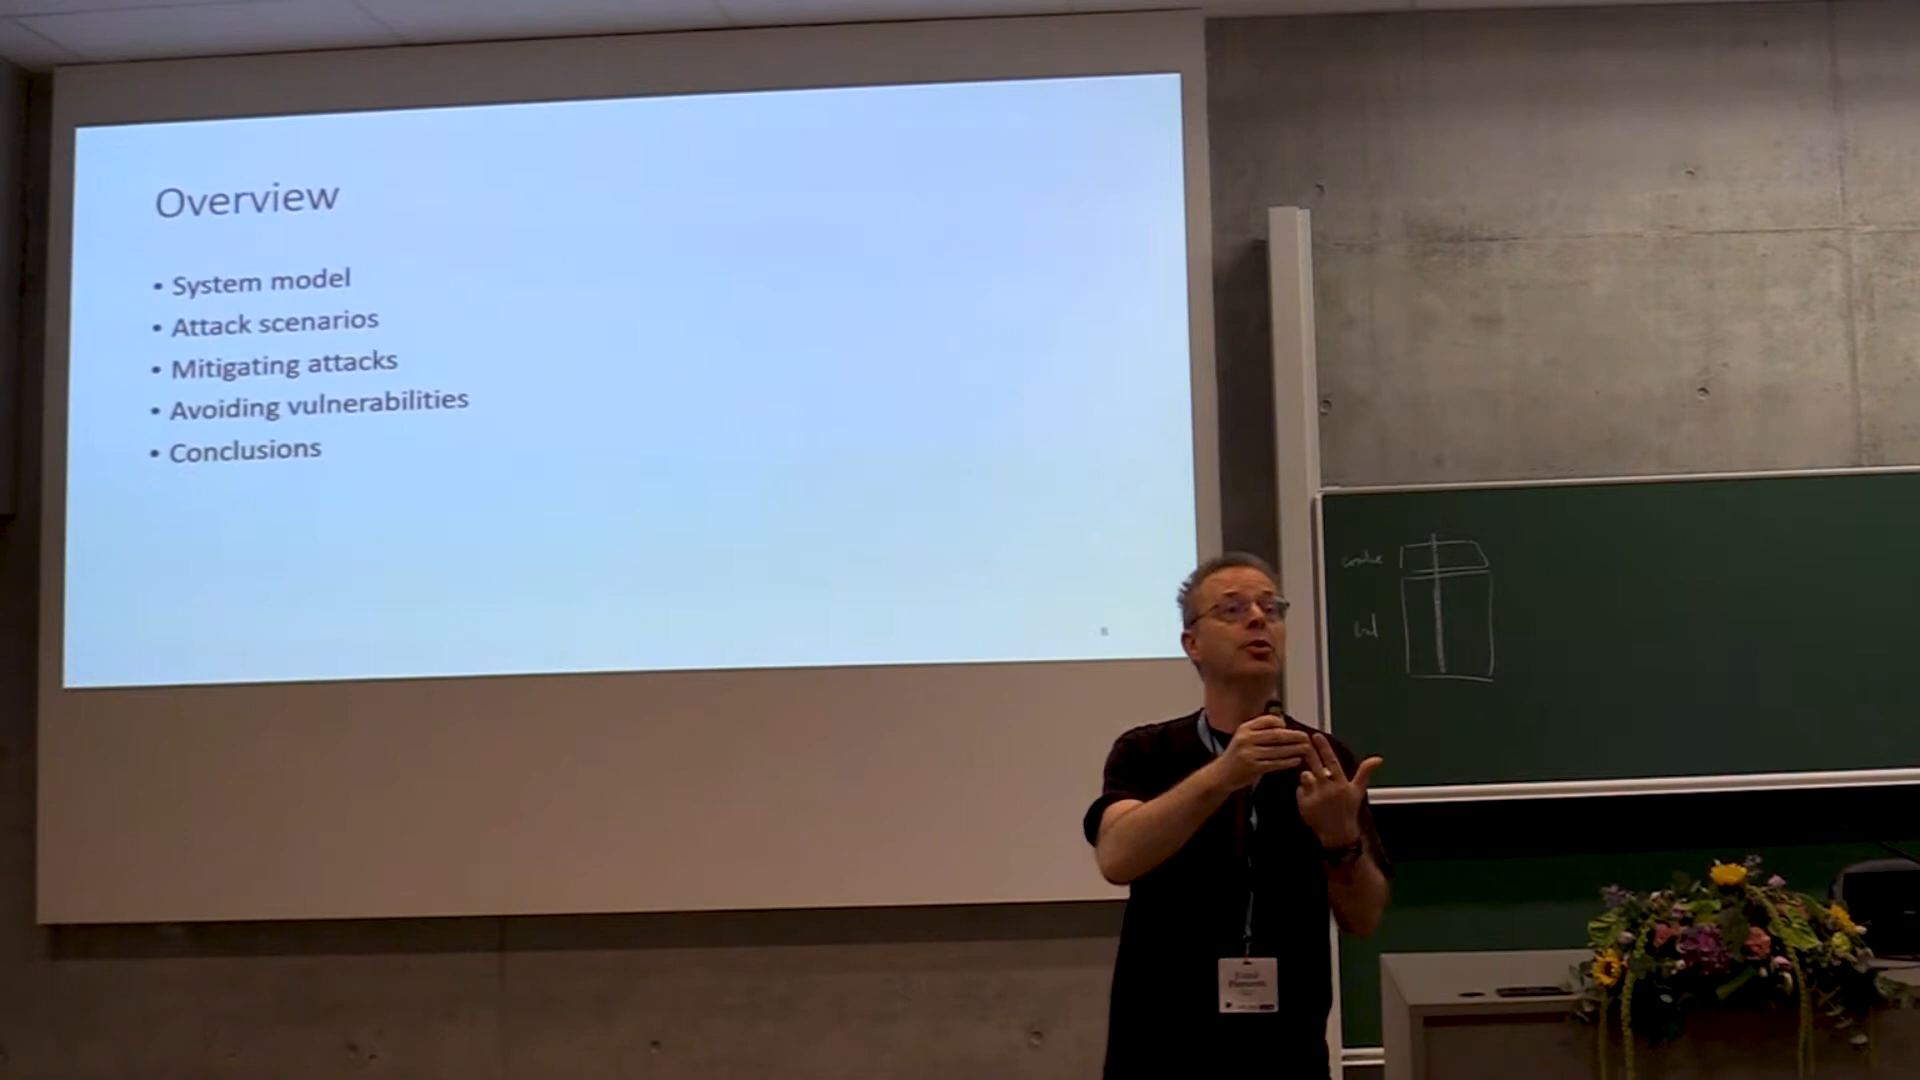 Overview
• System model
• Attack scenarios
• Mitigating attacks
• Avoiding vulnerabilities
• Conclusions